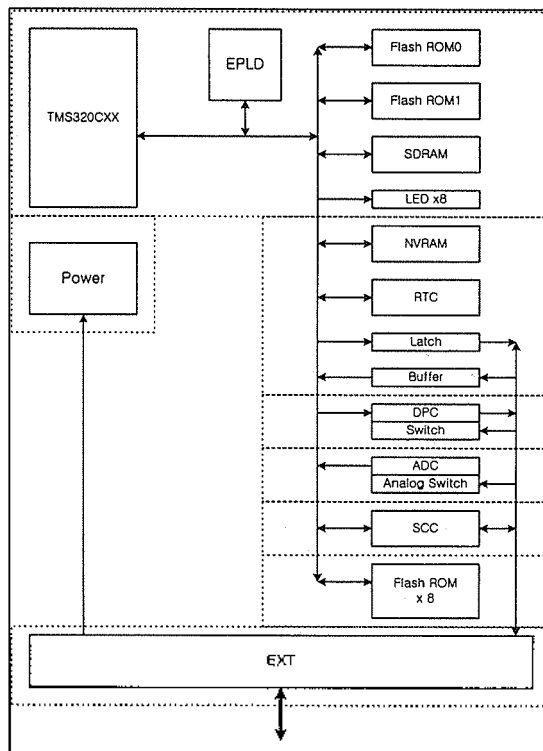 TMS320CXX
EPLD
Flash ROM0
Flash ROM1
SDRAM
LED x8
NVRAM
Power
RTC
Latch
Buffer
DPC
Switch
ADC
Analog Switch
SCC
Flash ROM
x 8
EXT